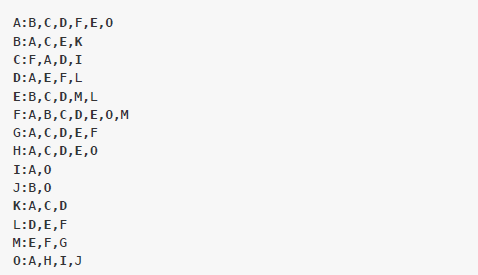 A:B,C,D,F,E,O
B:A,C,E,K
C:F,A,D,I
D:A,E,F,L
E:B,C,D,M,L
F:A,B,C,D,E,O,M
G:A,C,D,E,F
H:A,C,D,E,O
I:A,O
J:B,O
K:A,C,D
L:D,E,F
M:E,F,G
O:A,H,I,J